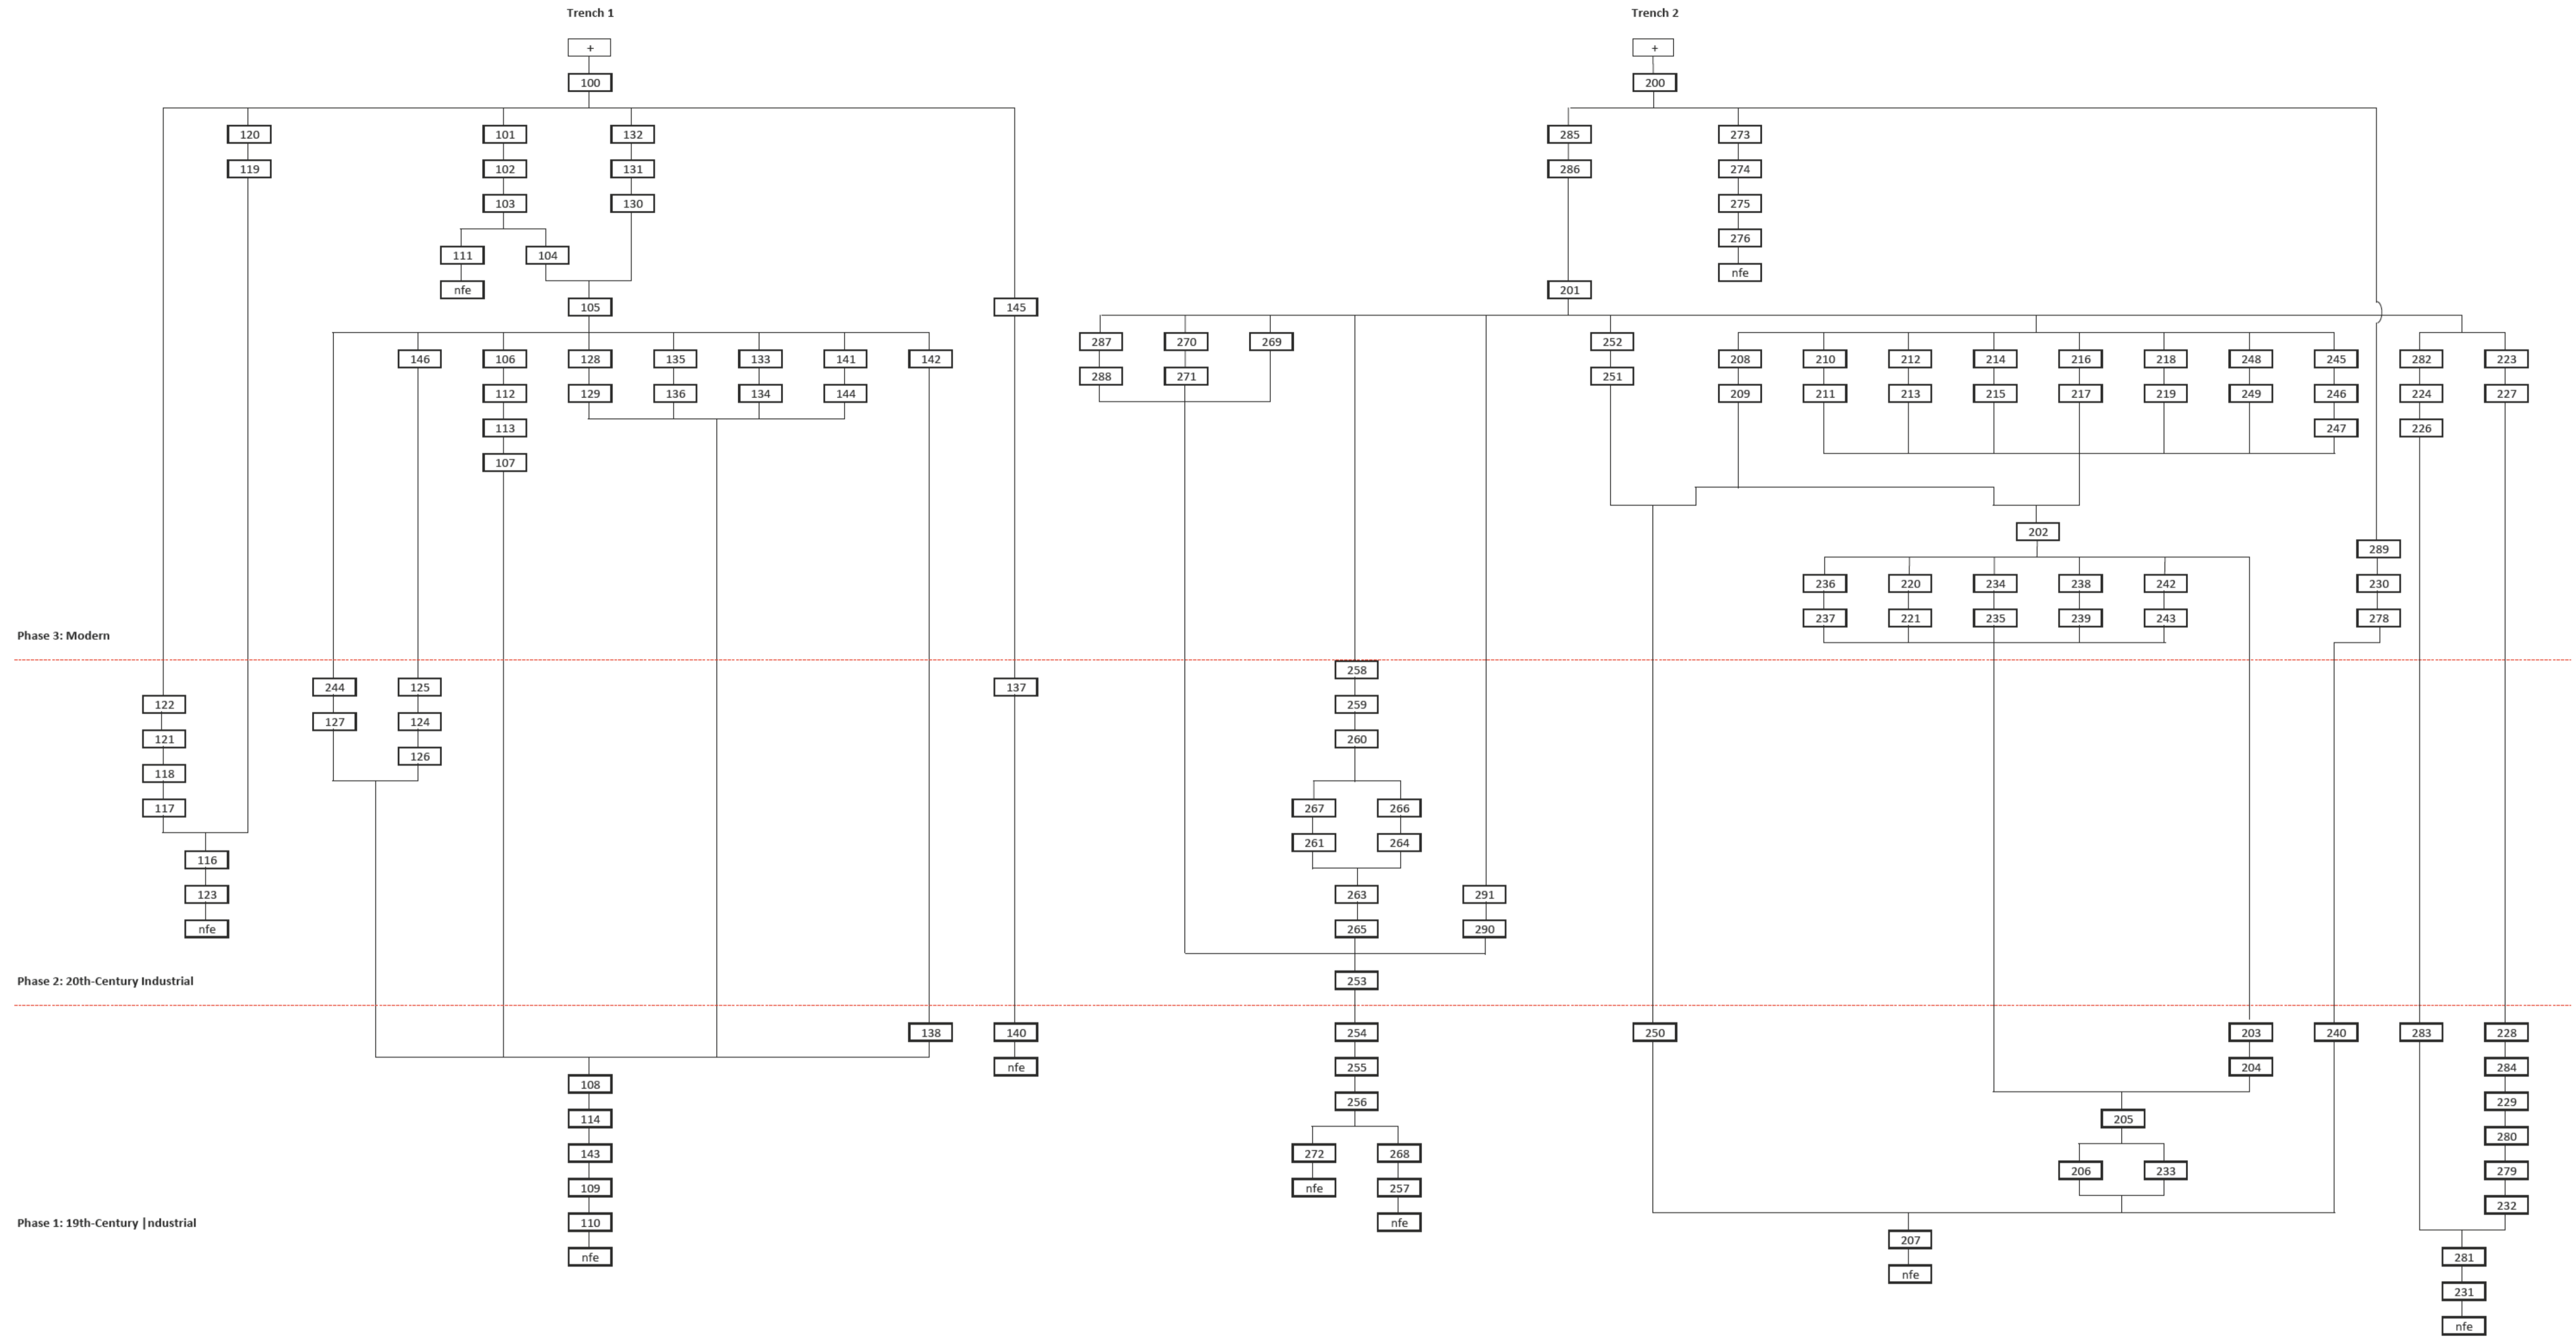 Trench 1 Trench 2
+ +
100 200
120 101 132 285 273
119 102 131 286 274
103 130 275
276
111 104
nfe
nfe 201
105 145
287 270 269 252
146 106 128 135 133 141 142 208 210 212 214 216 218 248 245 282 223
288 271 251
112 129 136 134 144 209 211 213 215 217 219 249 246 224 227
113 247 226
107
202
289
236 220 234 238 242 230
237 221 235 239 243 278
Phase 3: Modern
258
244 125 137
122 259
127 124
121 260
126
118
117 267 266
261 264
116
123 263 291
nfe 265 290
Phase 2: 20th-Century Industrial 253
138 140 254 250 203 240 283 228
nfe 255 204 284
108
256 229
114 205
280
143 272 268
206 233 279
109 nfe 257
232
Phase 1: 19th-Century |ndustrial 110 nfe
207
nfe 281
nfe
231
nfe